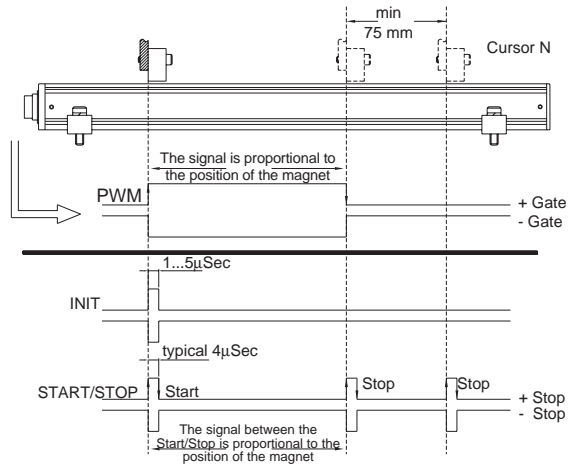 min
75 mm
Cursor N
The signal is proportional to
the position of the magnet
PWM
+ Gate
- Gate
1...5µSec
INIT
typical 4µSec
START/STOP
Start
Stop
Stop
+ Stop
- Stop
The signal between the
Start/Stop is proportional to the
position of the magnet